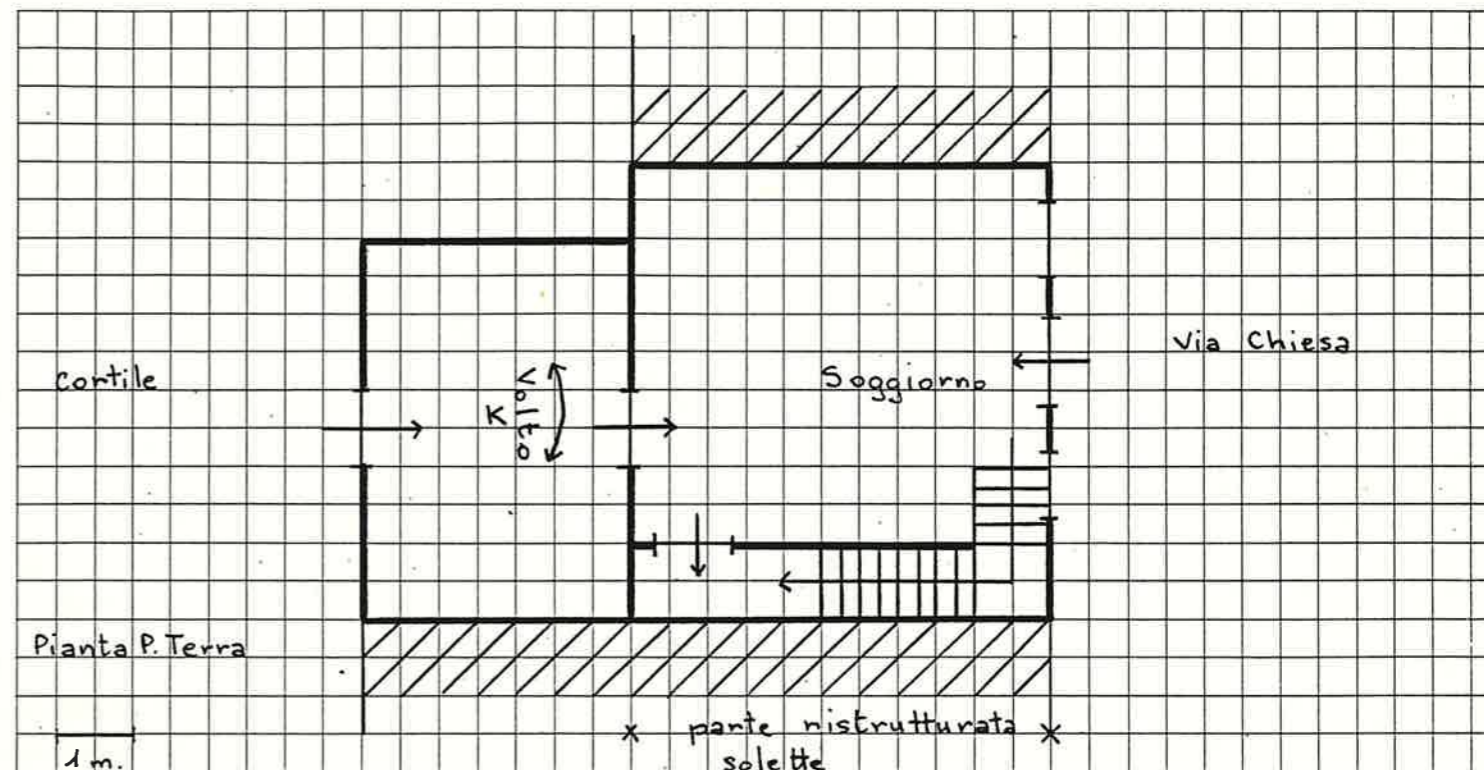 Via Chiesa
Cortile
Soggiorno
K
Volto
Pianta P. Terra
parte ristrutturata
solette
1 m.